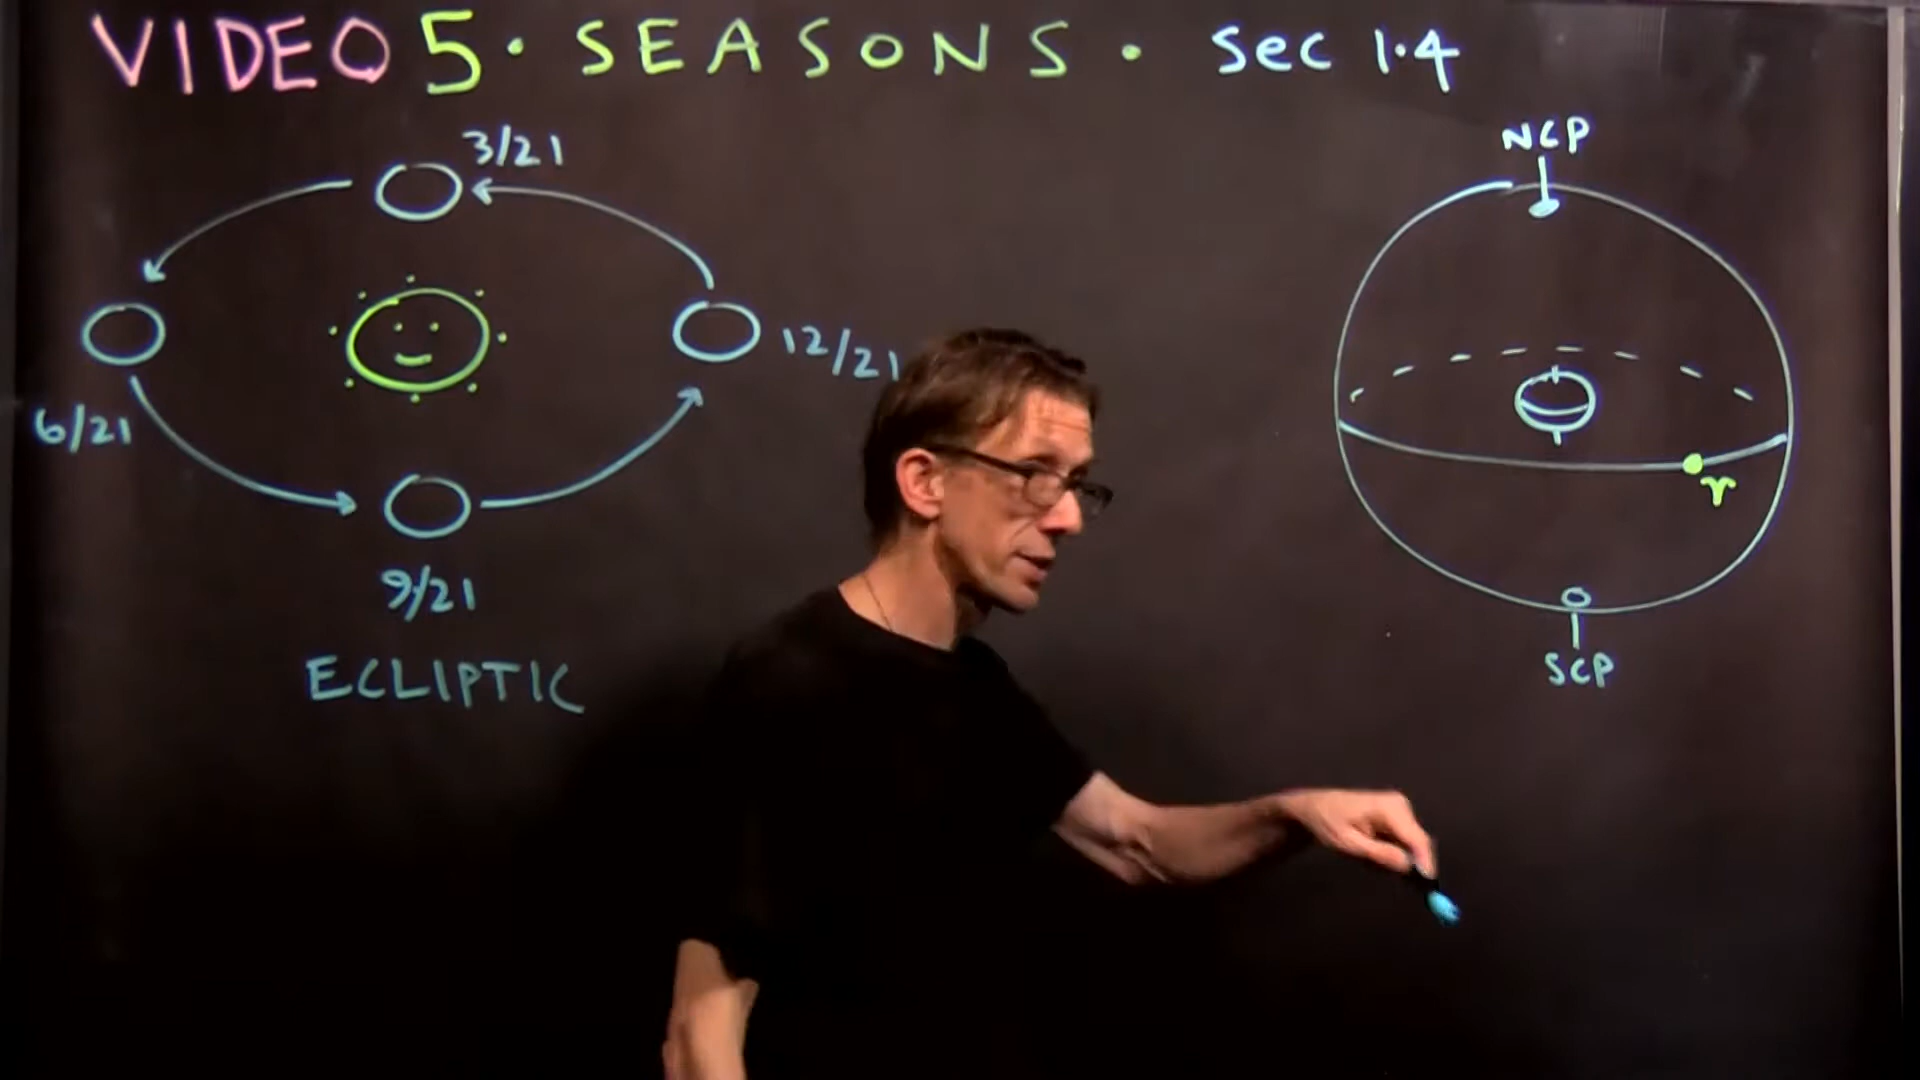 VIDEO 5 · SEASONS · Sec 1.4
3/21
12/21
6/21
9/21
ECLIPTIC
NCP
♈
SCP